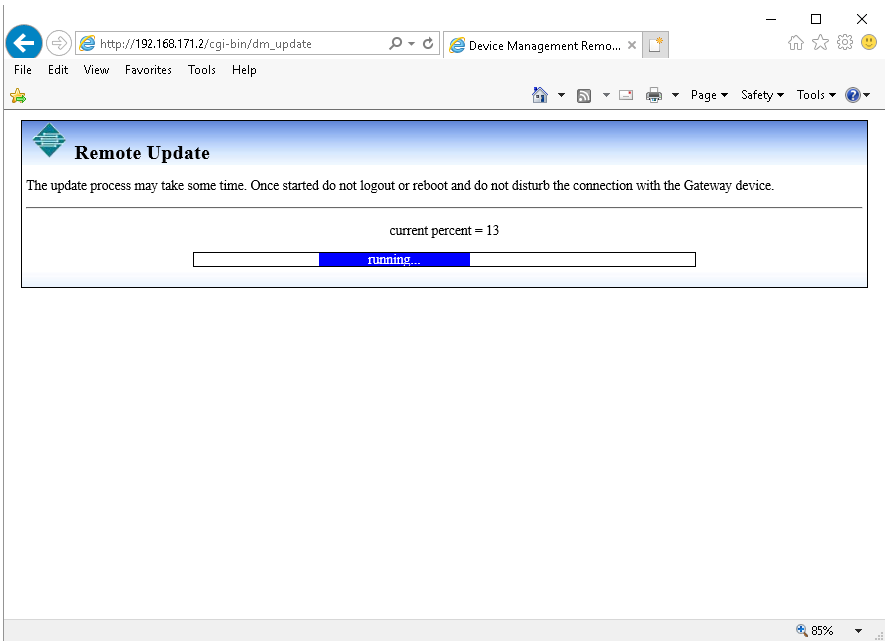 http://192.168.171.2/cgi-bin/dm_update
Device Management Remo...
File Edit View Favorites Tools Help
Page Safety Tools
Remote Update
The update process may take some time. Once started do not logout or reboot and do not disturb the connection with the Gateway device.
current percent = 13
running...
85%